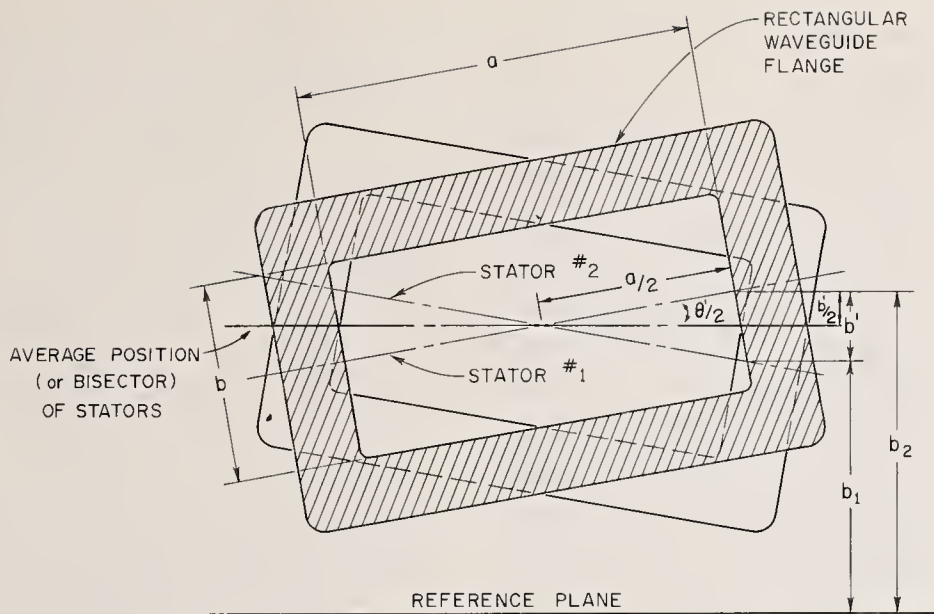 RECTANGULAR
WAVEGUIDE
FLANGE
a
STATOR #2
a/2
θ'/2
b'/2
b'
AVERAGE POSITION
(or BISECTOR)
OF STATORS
b
STATOR #1
b2
b1
REFERENCE PLANE